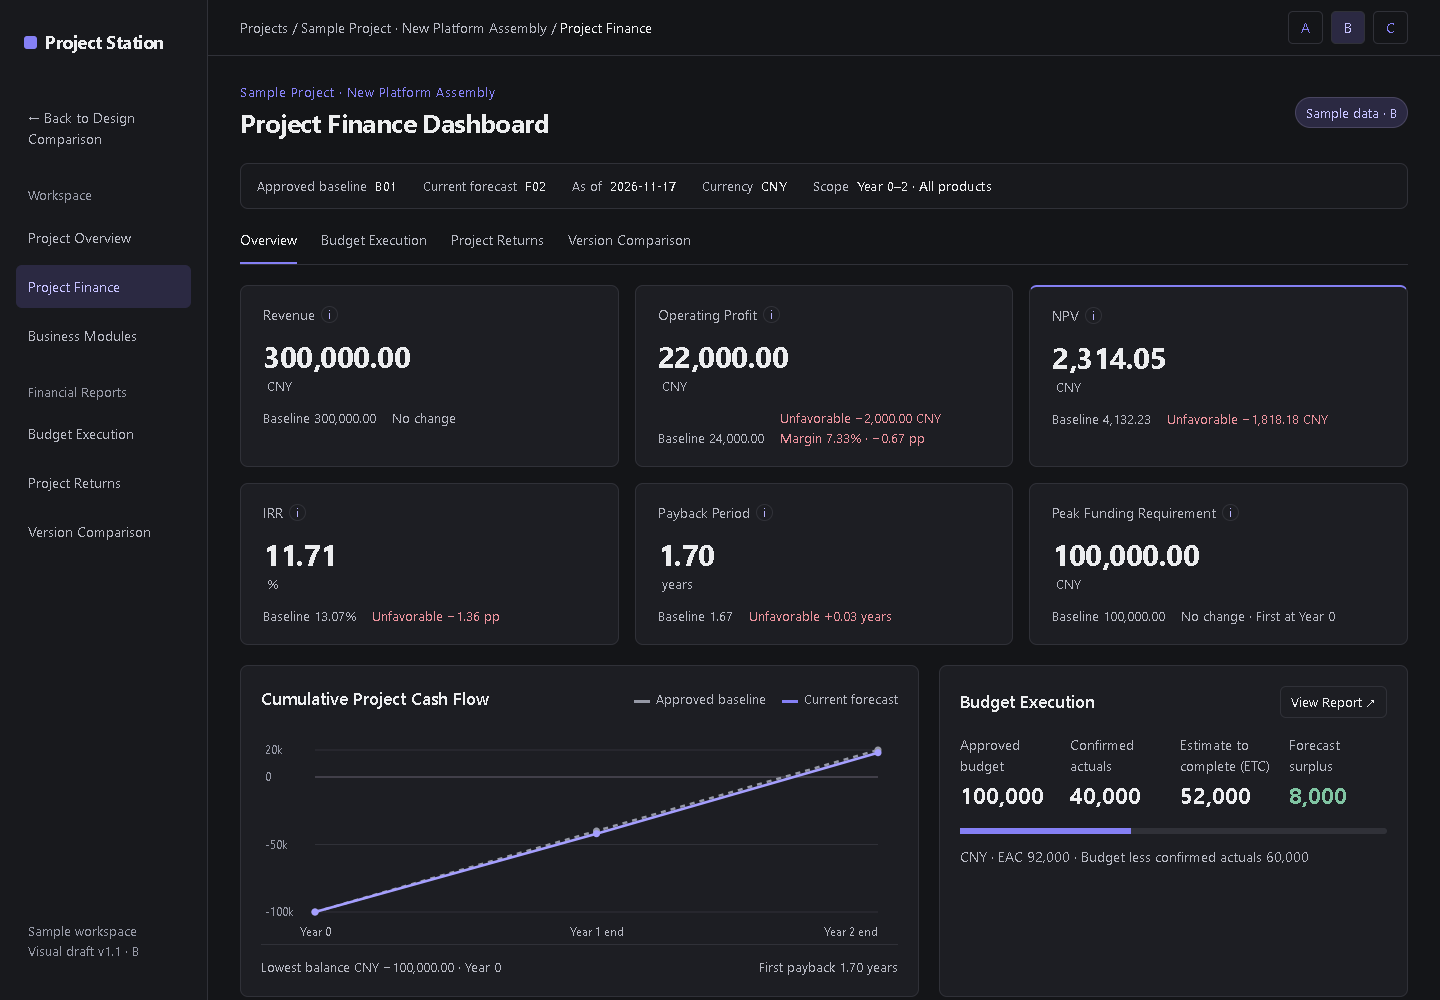 Project Station
Projects / Sample Project · New Platform Assembly / Project Finance
A
B
C
← Back to Design
Comparison
Workspace
Project Overview
Project Finance
Business Modules
Financial Reports
Budget Execution
Project Returns
Version Comparison
Sample workspace
Visual draft v1.1 · B
Sample Project · New Platform Assembly
Project Finance Dashboard
Sample data · B
Approved baseline B01 Current forecast F02 As of 2026-11-17 Currency CNY Scope Year 0–2 · All products
Overview Budget Execution Project Returns Version Comparison
Revenue i
300,000.00
CNY
Baseline 300,000.00 No change
Operating Profit i
22,000.00
CNY
Unfavorable −2,000.00 CNY
Baseline 24,000.00 Margin 7.33% · −0.67 pp
NPV i
2,314.05
CNY
Baseline 4,132.23 Unfavorable −1,818.18 CNY
IRR i
11.71
%
Baseline 13.07% Unfavorable −1.36 pp
Payback Period i
1.70
years
Baseline 1.67 Unfavorable +0.03 years
Peak Funding Requirement i
100,000.00
CNY
Baseline 100,000.00 No change · First at Year 0
Cumulative Project Cash Flow
Approved baseline Current forecast
20k
0
-50k
-100k
Year 0 Year 1 end Year 2 end
Lowest balance CNY −100,000.00 · Year 0 First payback 1.70 years
Budget Execution
View Report ↗
Approved budget
100,000
Confirmed actuals
40,000
Estimate to complete (ETC)
52,000
Forecast surplus
8,000
CNY · EAC 92,000 · Budget less confirmed actuals 60,000